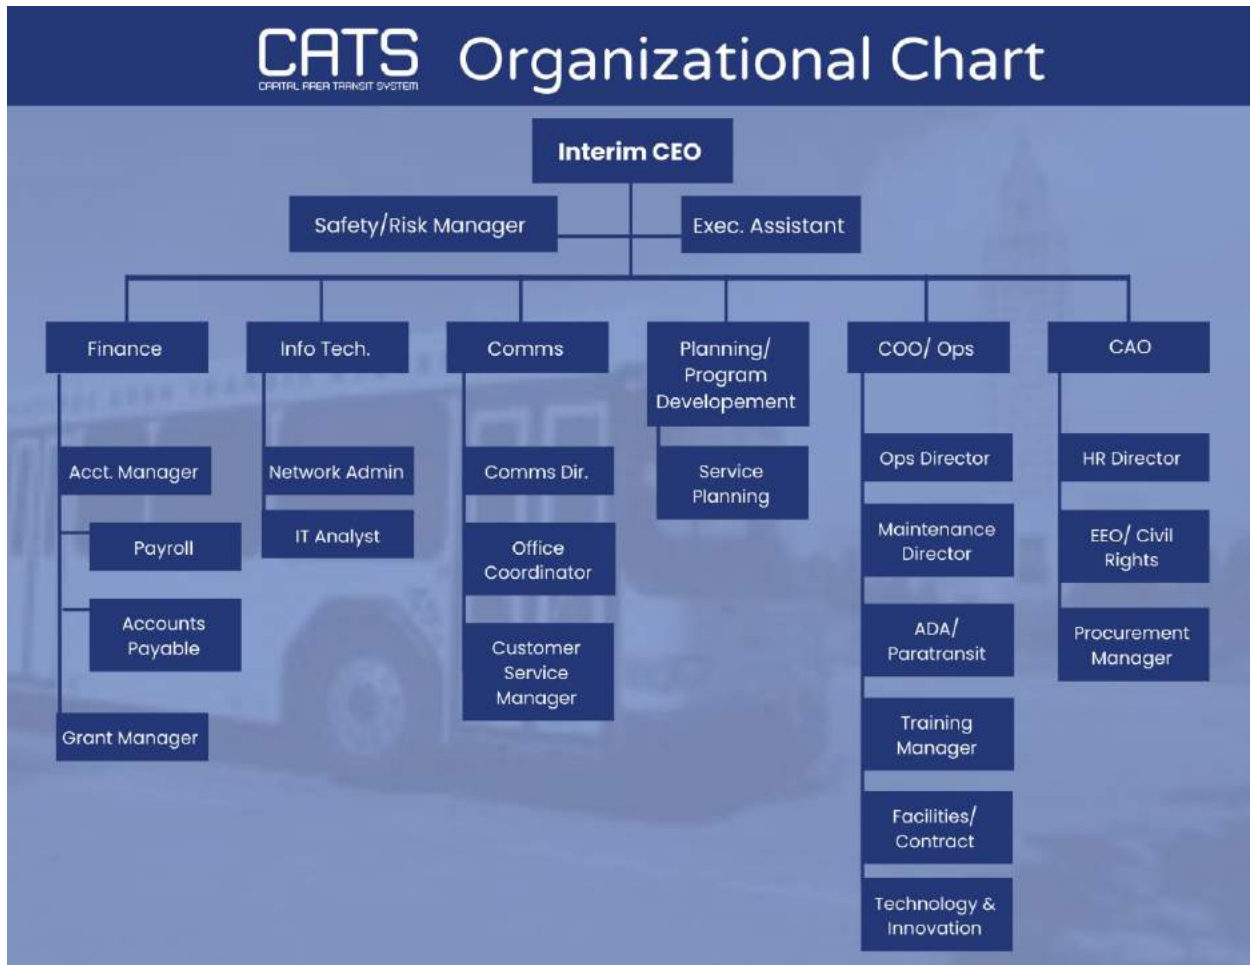 CATS Organizational Chart
CAPITAL AREA TRANSIT SYSTEM
Interim CEO
Safety/Risk Manager
Exec. Assistant
Finance
Info Tech.
Comms
Planning/
Program
Developement
COO/ Ops
CAO
Acct. Manager
Payroll
Accounts
Payable
Grant Manager
Network Admin
IT Analyst
Comms Dir.
Office
Coordinator
Customer
Service
Manager
Service
Planning
Ops Director
Maintenance
Director
ADA/
Paratransit
Training
Manager
Facilities/
Contract
Technology &
Innovation
HR Director
EEO/ Civil
Rights
Procurement
Manager